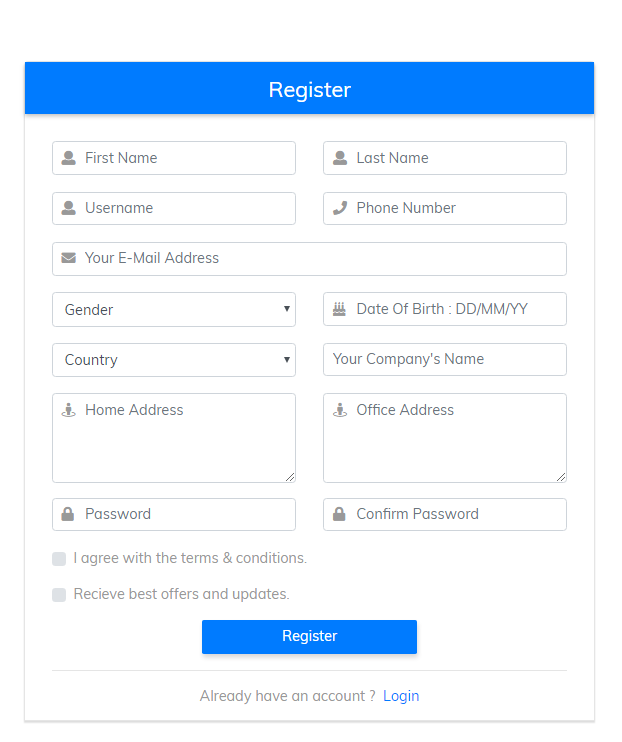 Register
First Name
Last Name
Username
Phone Number
Your E-Mail Address
Gender
Date Of Birth : DD/MM/YY
Country
Your Company's Name
Home Address
Office Address
Password
Confirm Password
I agree with the terms & conditions.
Recieve best offers and updates.
Register
Already have an account ? Login